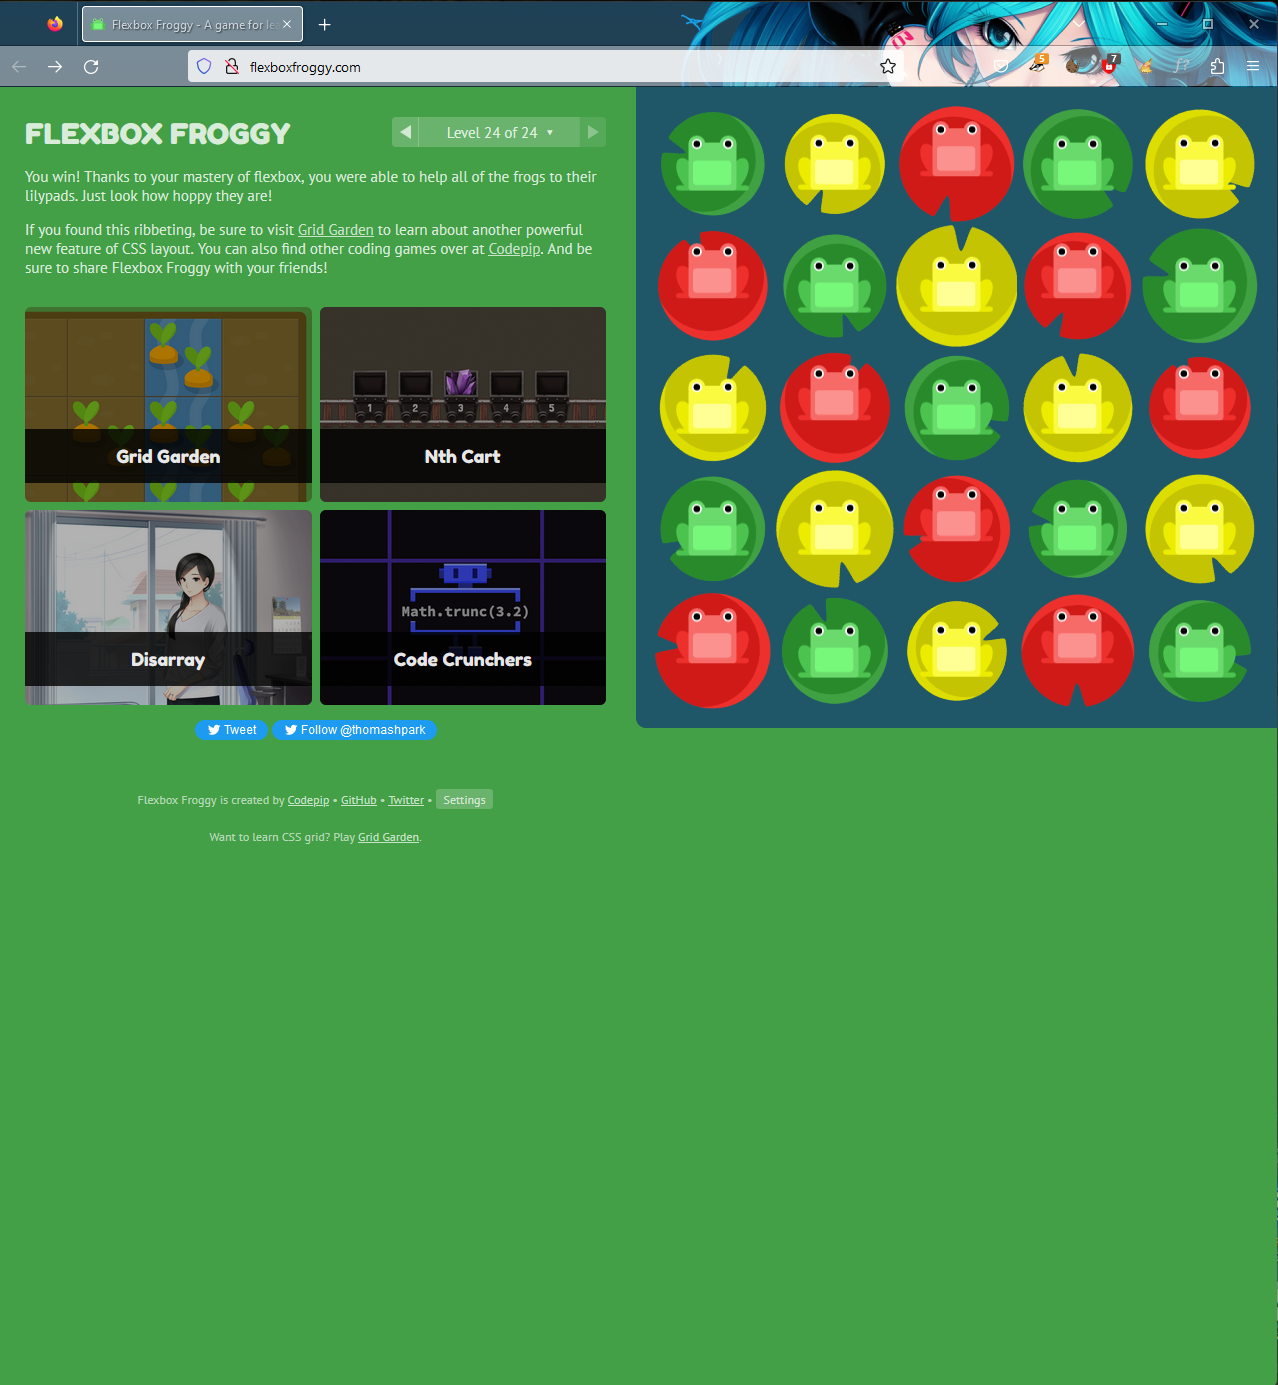 Flexbox Froggy - A game for lea
5
7
f?
flexboxfroggy.com
FLEXBOX FROGGY
Level 24 of 24
You win! Thanks to your mastery of flexbox, you were able to help all of the frogs to their
lilypads. Just look how hoppy they are!
If you found this ribbeting, be sure to visit Grid Garden to learn about another powerful
new feature of CSS layout. You can also find other coding games over at Codepip. And be
sure to share Flexbox Froggy with your friends!
1 2 3 4 5
Grid Garden
Nth Cart
Math.trunc(3.2)
Disarray
Code Crunchers
Tweet Follow @thomashpark
Flexbox Froggy is created by Codepip • GitHub • Twitter • Settings
Want to learn CSS grid? Play Grid Garden.